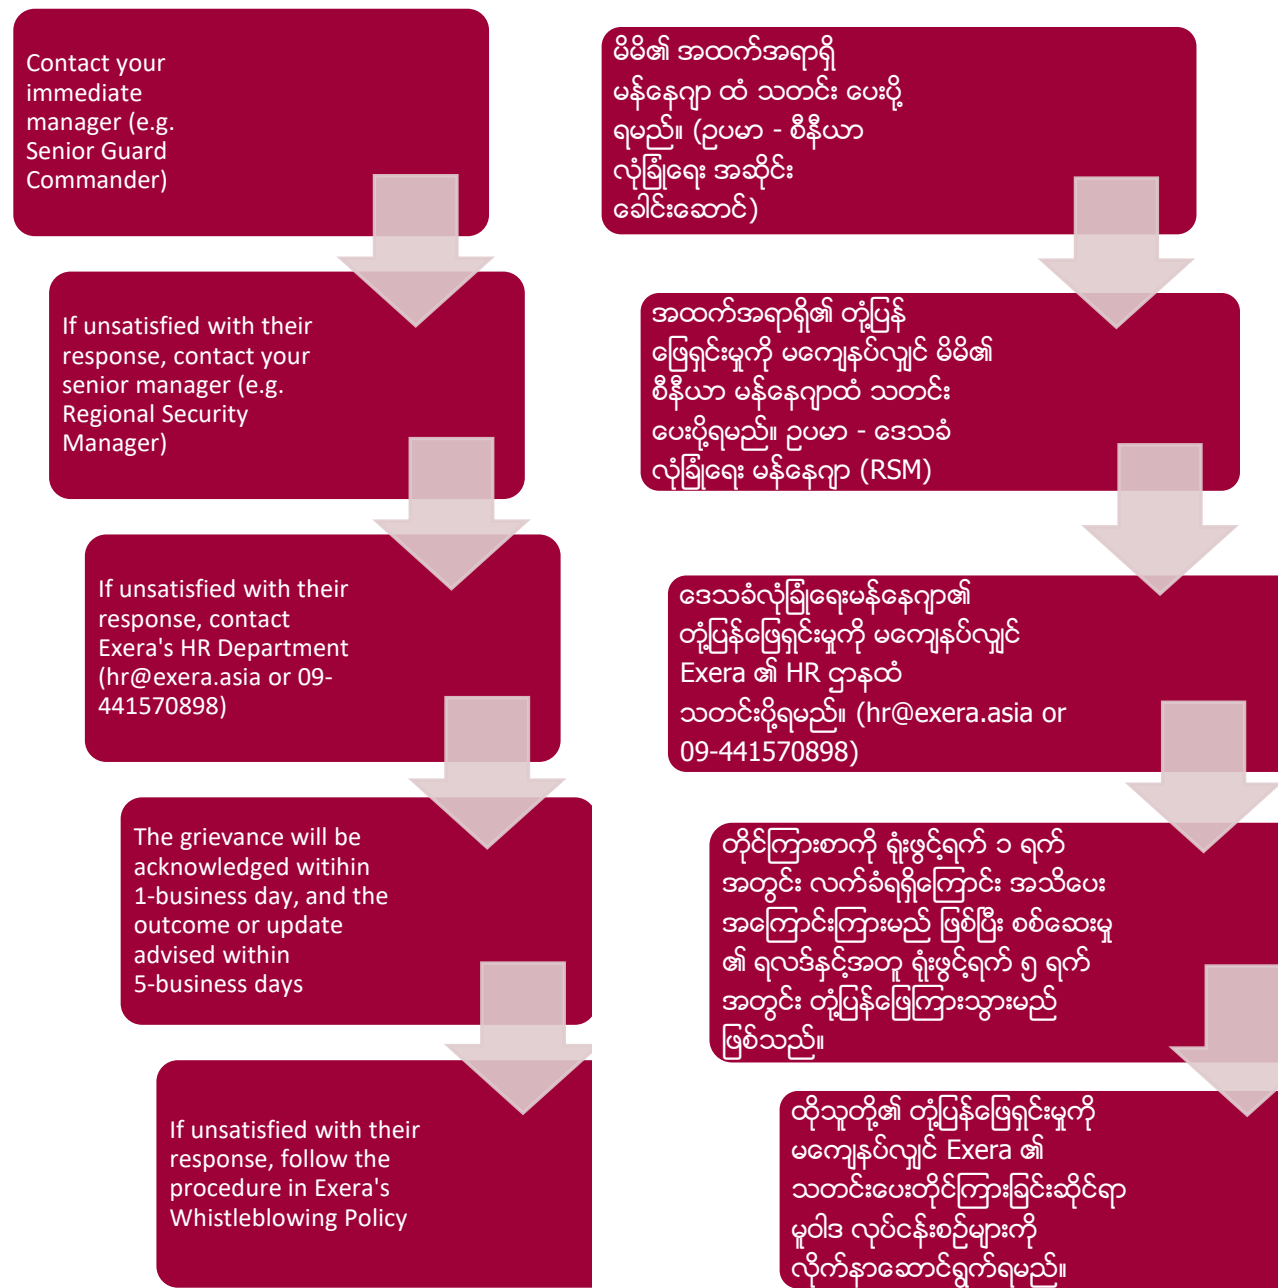 Contact your
immediate
manager (e.g.
Senior Guard
Commander)
If unsatisfied with their
response, contact your
senior manager (e.g.
Regional Security
Manager)
If unsatisfied with their
response, contact
Exera's HR Department
(hr@exera.asia or 09-
441570898)
The grievance will be
acknowledged witihin
1-business day, and the
outcome or update
advised within
5-business days
If unsatisfied with their
response, follow the
procedure in Exera's
Whistleblowing Policy
မိမိ၏ အထက်အရာရှိ
မန်နေဂျာ ထံ သတင်း ပေးပို့
ရမည်။ (ဥပမာ - စီနီယာ
လုံခြုံရေး အဆိုင်း
ခေါင်းဆောင်)
အထက်အရာရှိ၏ တုံ့ပြန်
ဖြေရှင်းမှုကို မကျေနပ်လျှင် မိမိ၏
စီနီယာ မန်နေဂျာထံ သတင်း
ပေးပို့ရမည်။ ဥပမာ - ဒေသခံ
လုံခြုံရေး မန်နေဂျာ (RSM)
ဒေသခံလုံခြုံရေးမန်နေဂျာ၏
တုံ့ပြန်ဖြေရှင်းမှုကို မကျေနပ်လျှင်
Exera ၏ HR ဌာနထံ
သတင်းပို့ရမည်။ (hr@exera.asia or
09-441570898)
တိုင်ကြားစာကို ရုံးဖွင့်ရက် ၁ ရက်
အတွင်း လက်ခံရရှိကြောင်း အသိပေး
အကြောင်းကြားမည် ဖြစ်ပြီး စစ်ဆေးမှု
၏ ရလဒ်နှင့်အတူ ရုံးဖွင့်ရက် ၅ ရက်
အတွင်း တုံ့ပြန်ဖြေကြားသွားမည်
ဖြစ်သည်။
ထိုသူတို့၏ တုံ့ပြန်ဖြေရှင်းမှုကို
မကျေနပ်လျှင် Exera ၏
သတင်းပေးတိုင်ကြားခြင်းဆိုင်ရာ
မူဝါဒ လုပ်ငန်းစဉ်များကို
လိုက်နာဆောင်ရွက်ရမည်။